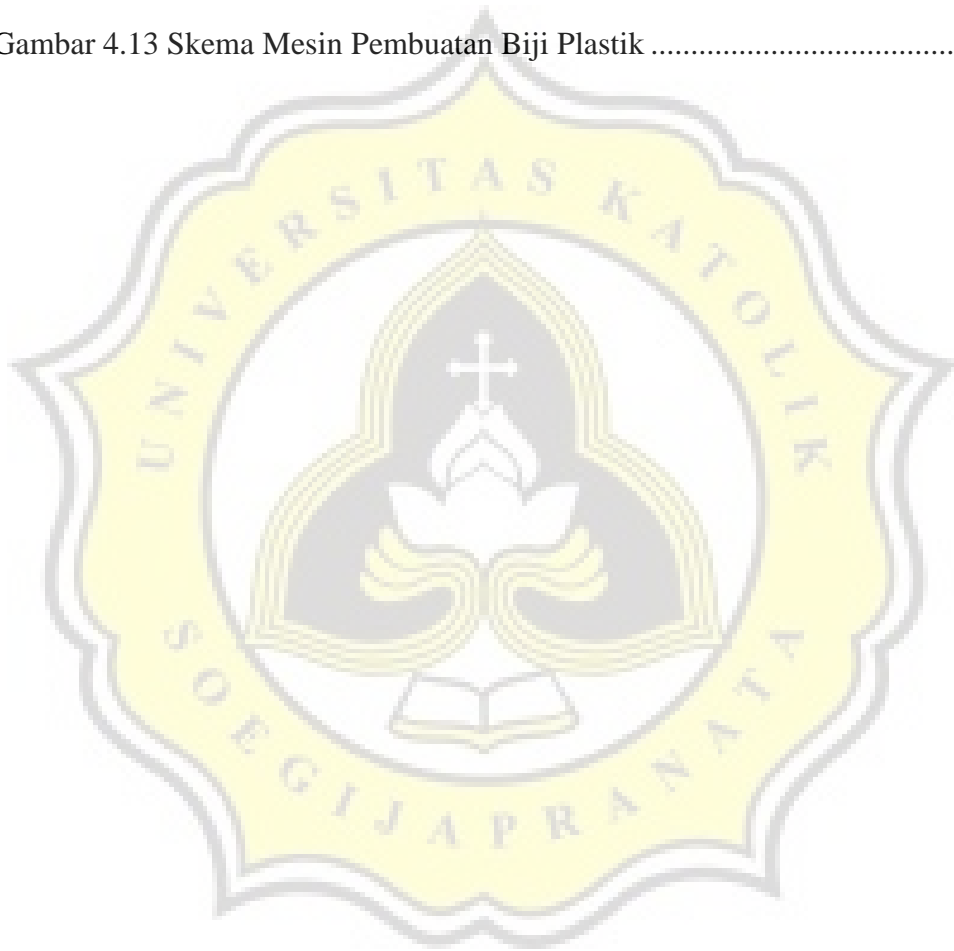 Gambar 4.13 Skema Mesin Pembuatan Biji Plastik ......................................
UNIVERSITAS KATOLIK
SOEGIJAPRANATA